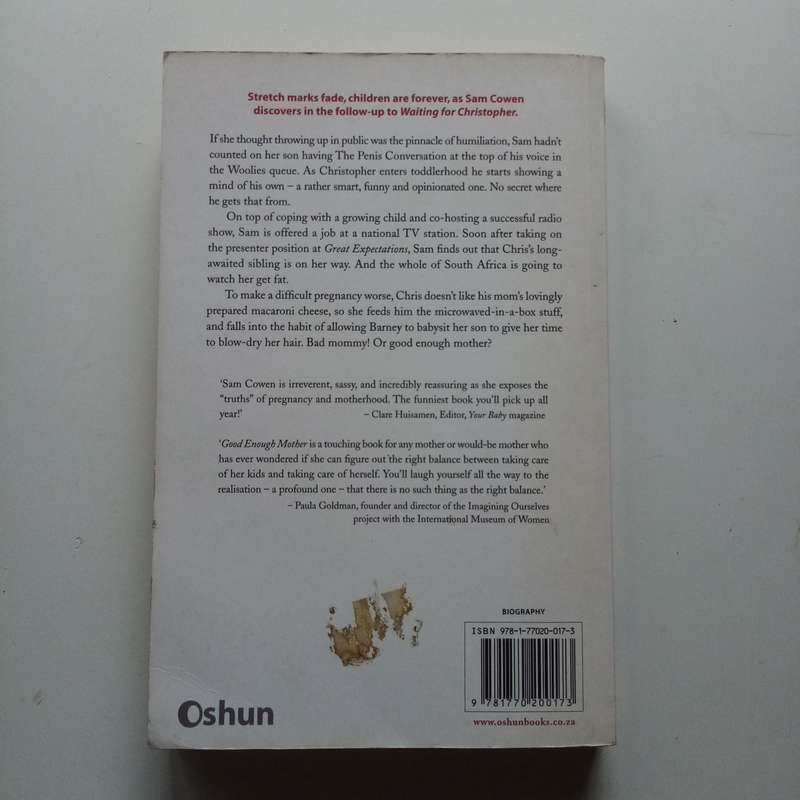 Stretch marks fade, children are forever, as Sam Cowen
discovers in the follow-up to Waiting for Christopher.
If she thought throwing up in public was the pinnacle of humiliation, Sam hadn't
counted on her son having The Penis Conversation at the top of his voice in
the Woolies queue. As Christopher enters toddlerhood he starts showing a
mind of his own – a rather smart, funny and opinionated one. No secret where
he gets that from.
On top of coping with a growing child and co-hosting a successful radio
show, Sam is offered a job at a national TV station. Soon after taking on
the presenter position at Great Expectations, Sam finds out that Chris's long-
awaited sibling is on her way. And the whole of South Africa is going to
watch her get fat.
To make a difficult pregnancy worse, Chris doesn't like his mom's lovingly
prepared macaroni cheese, so she feeds him the microwaved-in-a-box stuff,
and falls into the habit of allowing Barney to babysit her son to give her time
to blow-dry her hair. Bad mommy! Or good enough mother?
'Sam Cowen is irreverent, sassy, and incredibly reassuring as she exposes the
"truths" of pregnancy and motherhood. The funniest book you'll pick up all
year!' – Clare Huisamen, Editor, Your Baby magazine
'Good Enough Mother is a touching book for any mother or would-be mother who
has ever wondered if she can figure out the right balance between taking care
of her kids and taking care of herself. You'll laugh yourself all the way to the
realisation – a profound one – that there is no such thing as the right balance.'
– Paula Goldman, founder and director of the Imagining Ourselves
project with the International Museum of Women
BIOGRAPHY
ISBN 978-1-77020-017-3
9 781770 200173
Oshun
www.oshunbooks.co.za